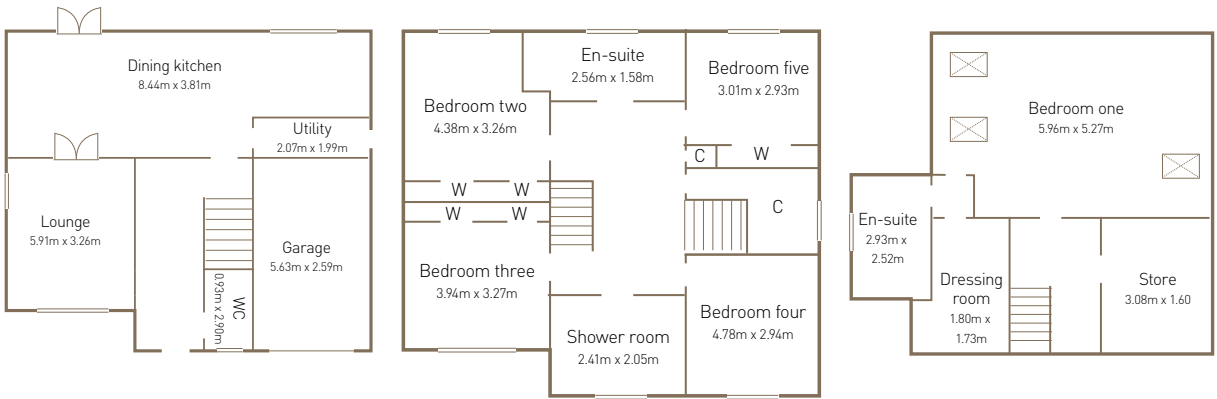 Dining kitchen
8.44m x 3.81m
Utility
2.07m x 1.99m
Lounge
5.91m x 3.26m
Garage
5.63m x 2.59m
WC
0.93m x 2.90m
En-suite
2.56m x 1.58m
Bedroom five
3.01m x 2.93m
Bedroom two
4.38m x 3.26m
C
W
W
W
W
W
C
Bedroom three
3.94m x 3.27m
Bedroom four
4.78m x 2.94m
Shower room
2.41m x 2.05m
Bedroom one
5.96m x 5.27m
En-suite
2.93m x
2.52m
Dressing
room
1.80m x
1.73m
Store
3.08m x 1.60